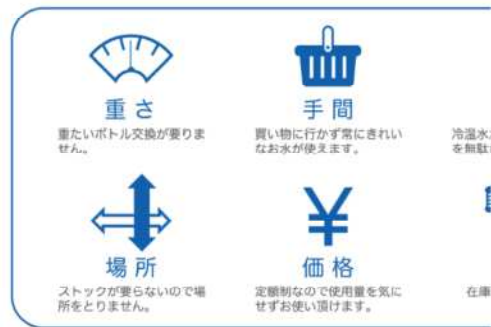 重さ
重たいボトル交換が要りま
せん。
手間
買い物に行かず常にきれい
なお水が使えます。
冷温水
を無駄
場所
ストックが要らないので場
所をとりません。
¥
価格
定額制なので使用量を気に
せずお使い頂けます。
在庫